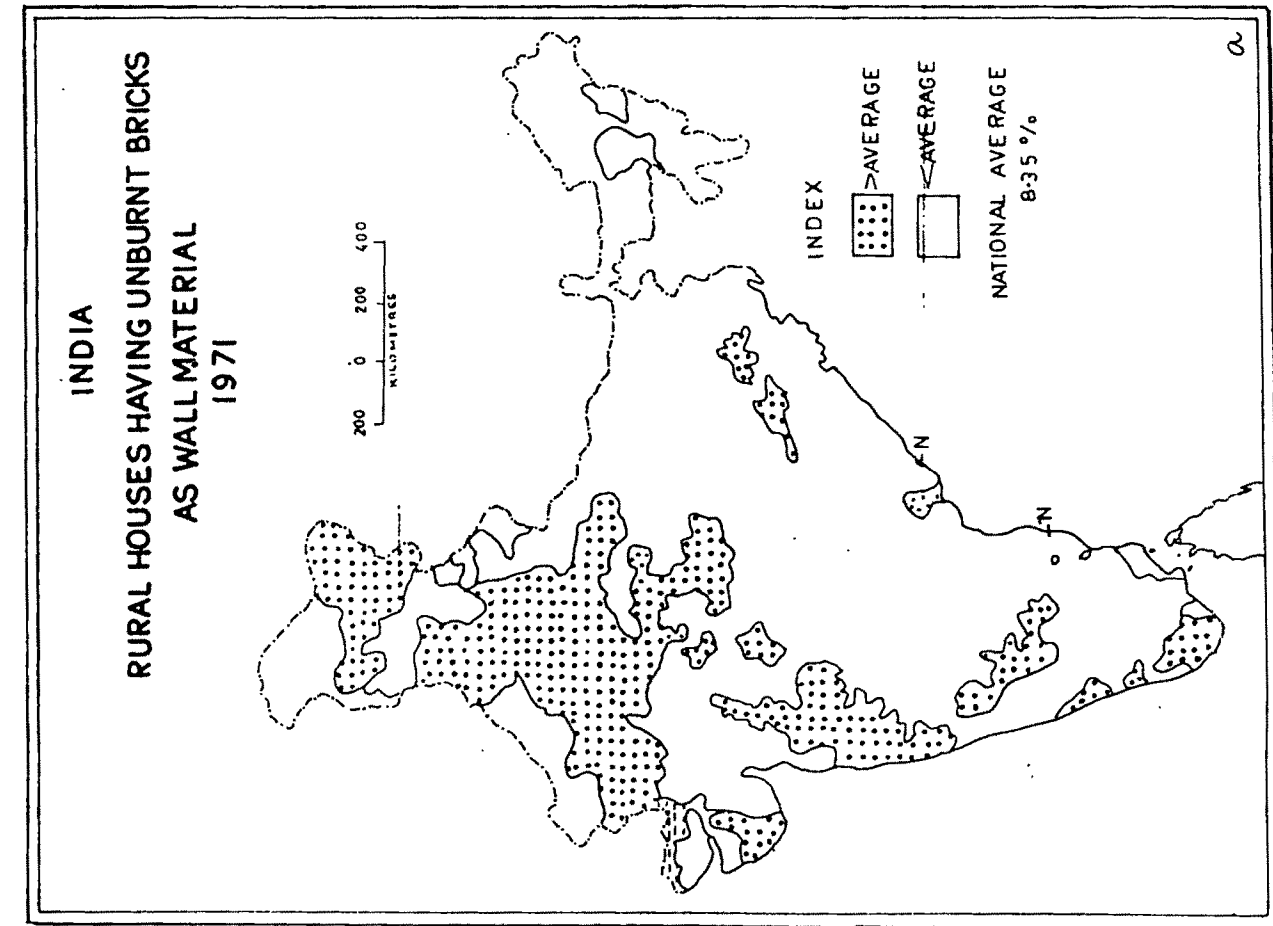 INDIA
RURAL HOUSES HAVING UNBURNT BRICKS
AS WALL MATERIAL
1971
200 0 200 400
KILOMETRES
INDEX
>AVERAGE
<AVERAGE
NATIONAL AVERAGE
8·35 %
N
N
a